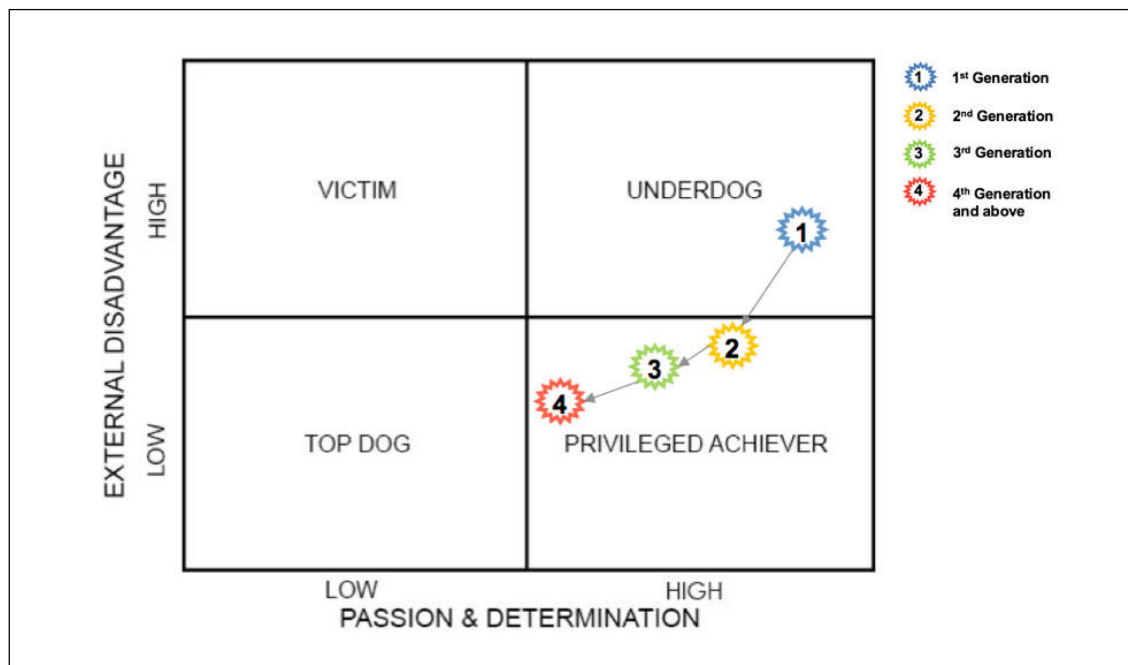 1 1st Generation
2 2nd Generation
3 3rd Generation
4 4th Generation
and above
EXTERNAL DISADVANTAGE
HIGH
LOW
VICTIM
UNDERDOG
1
2
3
4
TOP DOG
PRIVILEGED ACHIEVER
LOW
HIGH
PASSION & DETERMINATION